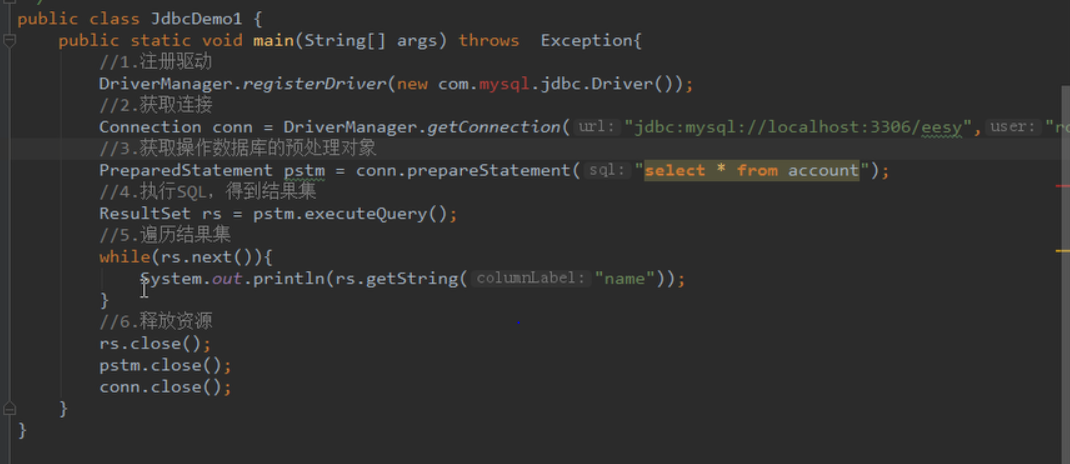 public class JdbcDemo1 {
public static void main(String[] args) throws Exception{
//1.注册驱动
DriverManager.registerDriver(new com.mysql.jdbc.Driver());
//2.获取连接
Connection conn = DriverManager.getConnection( url: "jdbc:mysql://localhost:3306/eesy", user:
//3.获取操作数据库的预处理对象
PreparedStatement pstm = conn.prepareStatement( sql: "select * from account");
//4.执行SQL, 得到结果集
ResultSet rs = pstm.executeQuery();
//5.遍历结果集
while(rs.next()){
System.out.println(rs.getString( columnLabel: "name"));
}
//6.释放资源
rs.close();
pstm.close();
conn.close();
}
}